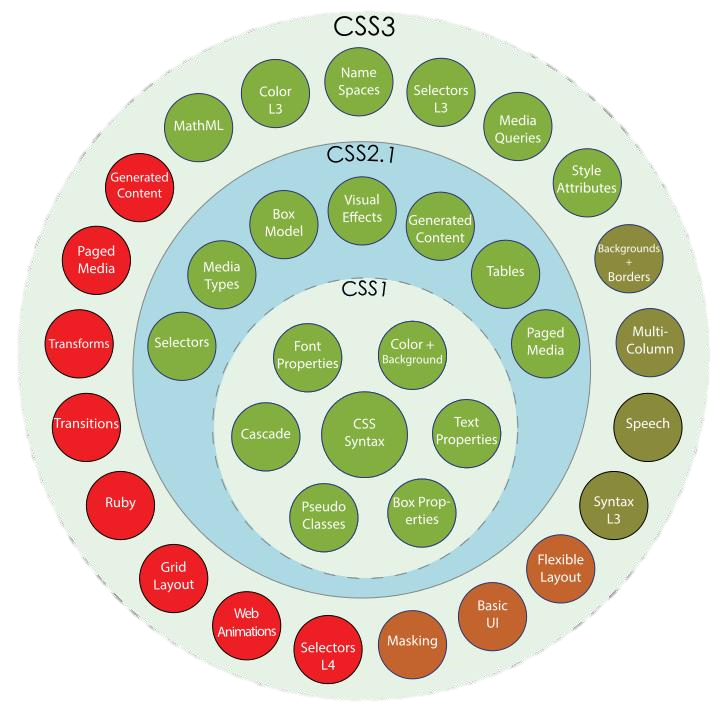 CSS3
Name
Spaces
Selectors
L3
Media
Queries
Style
Attributes
Backgrounds
+
Borders
Multi-
Column
Speech
Syntax
L3
Flexible
Layout
Basic
UI
Masking
Selectors
L4
Web
Animations
Grid
Layout
Ruby
Transitions
Transforms
Paged
Media
Generated
Content
MathML
Color
L3
CSS2.1
Selectors
Media
Types
Box
Model
Visual
Effects
Generated
Content
Tables
Paged
Media
CSS1
Font
Properties
Color +
Background
Cascade
CSS
Syntax
Text
Properties
Pseudo
Classes
Box Prop-
erties